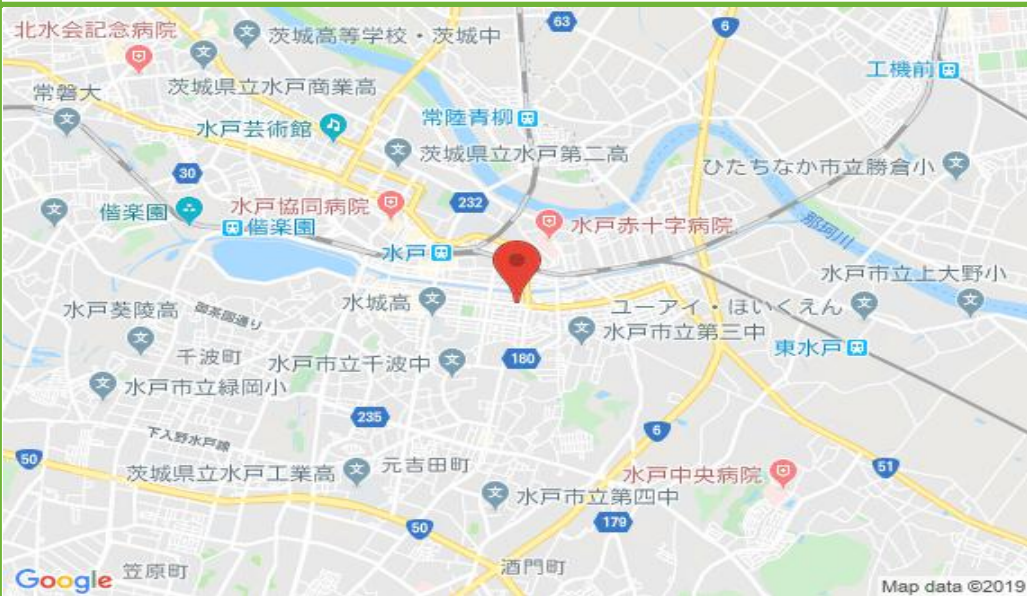 63
6
北水会記念病院
茨城高等学校・茨城中
工機前
茨城県立水戸商業高
常磐大
常陸青柳
水戸芸術館
茨城県立水戸第二高
ひたちなか市立勝倉小
30
232
偕楽園
水戸協同病院
偕楽園
水戸赤十字病院
那珂川
水戸
水戸市立上大野小
水城高
ユーアイ・ほいくえん
水戸葵陵高
御茶園通り
水戸市立第三中
千波町
水戸市立千波中
180
東水戸
水戸市立緑岡小
235
6
下入野水戸線
50
茨城県立水戸工業高
元吉田町
水戸中央病院
51
水戸市立第四中
50
179
Google
笠原町
酒門町
Map data ©2019